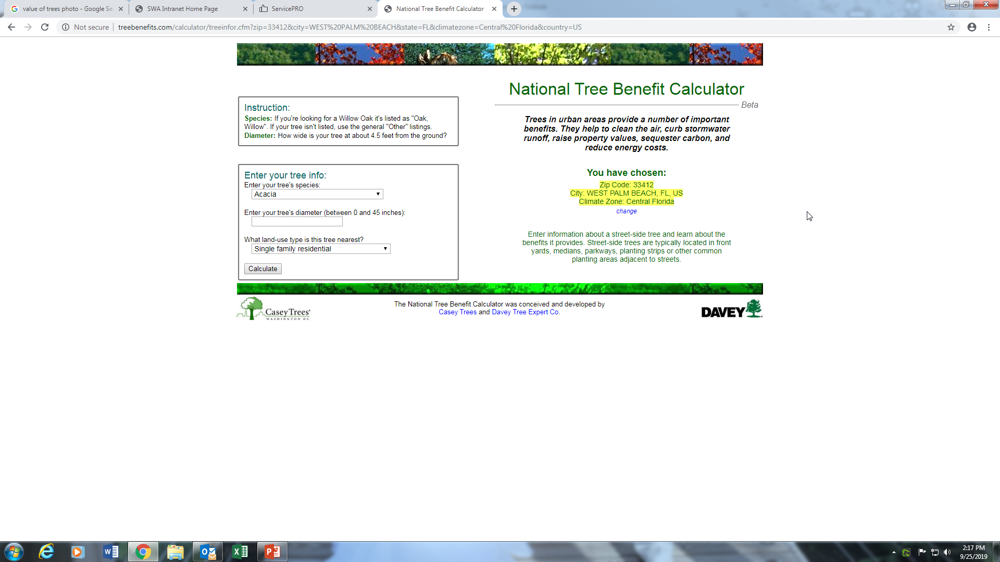 value of trees photo - Google Se
SWA Intranet Home Page
ServicePRO
National Tree Benefit Calculator
Not secure
treebenefits.com/calculator/treeinfor.cfm?zip=33412&city=WEST%20PALM%20BEACH&state=FL&climatezone=Central%20Florida&country=US
National Tree Benefit Calculator
Beta
Instruction:
Species: If you're looking for a Willow Oak it's listed as "Oak,
Willow". If your tree isn't listed, use the general "Other" listings.
Diameter: How wide is your tree at about 4.5 feet from the ground?
Trees in urban areas provide a number of important
benefits. They help to clean the air, curb stormwater
runoff, raise property values, sequester carbon, and
reduce energy costs.
Enter your tree info:
Enter your tree's species:
Acacia
Enter your tree's diameter (between 0 and 45 inches):
What land-use type is this tree nearest?
Single family residential
Calculate
You have chosen:
Zip Code: 33412
City: WEST PALM BEACH, FL, US
Climate Zone: Central Florida
change
Enter information about a street-side tree and learn about the
benefits it provides. Street-side trees are typically located in front
yards, medians, parkways, planting strips or other common
planting areas adjacent to streets.
Casey Trees
WASHINGTON DC
The National Tree Benefit Calculator was conceived and developed by
Casey Trees and Davey Tree Expert Co.
DAVEY
2:17 PM
9/25/2019